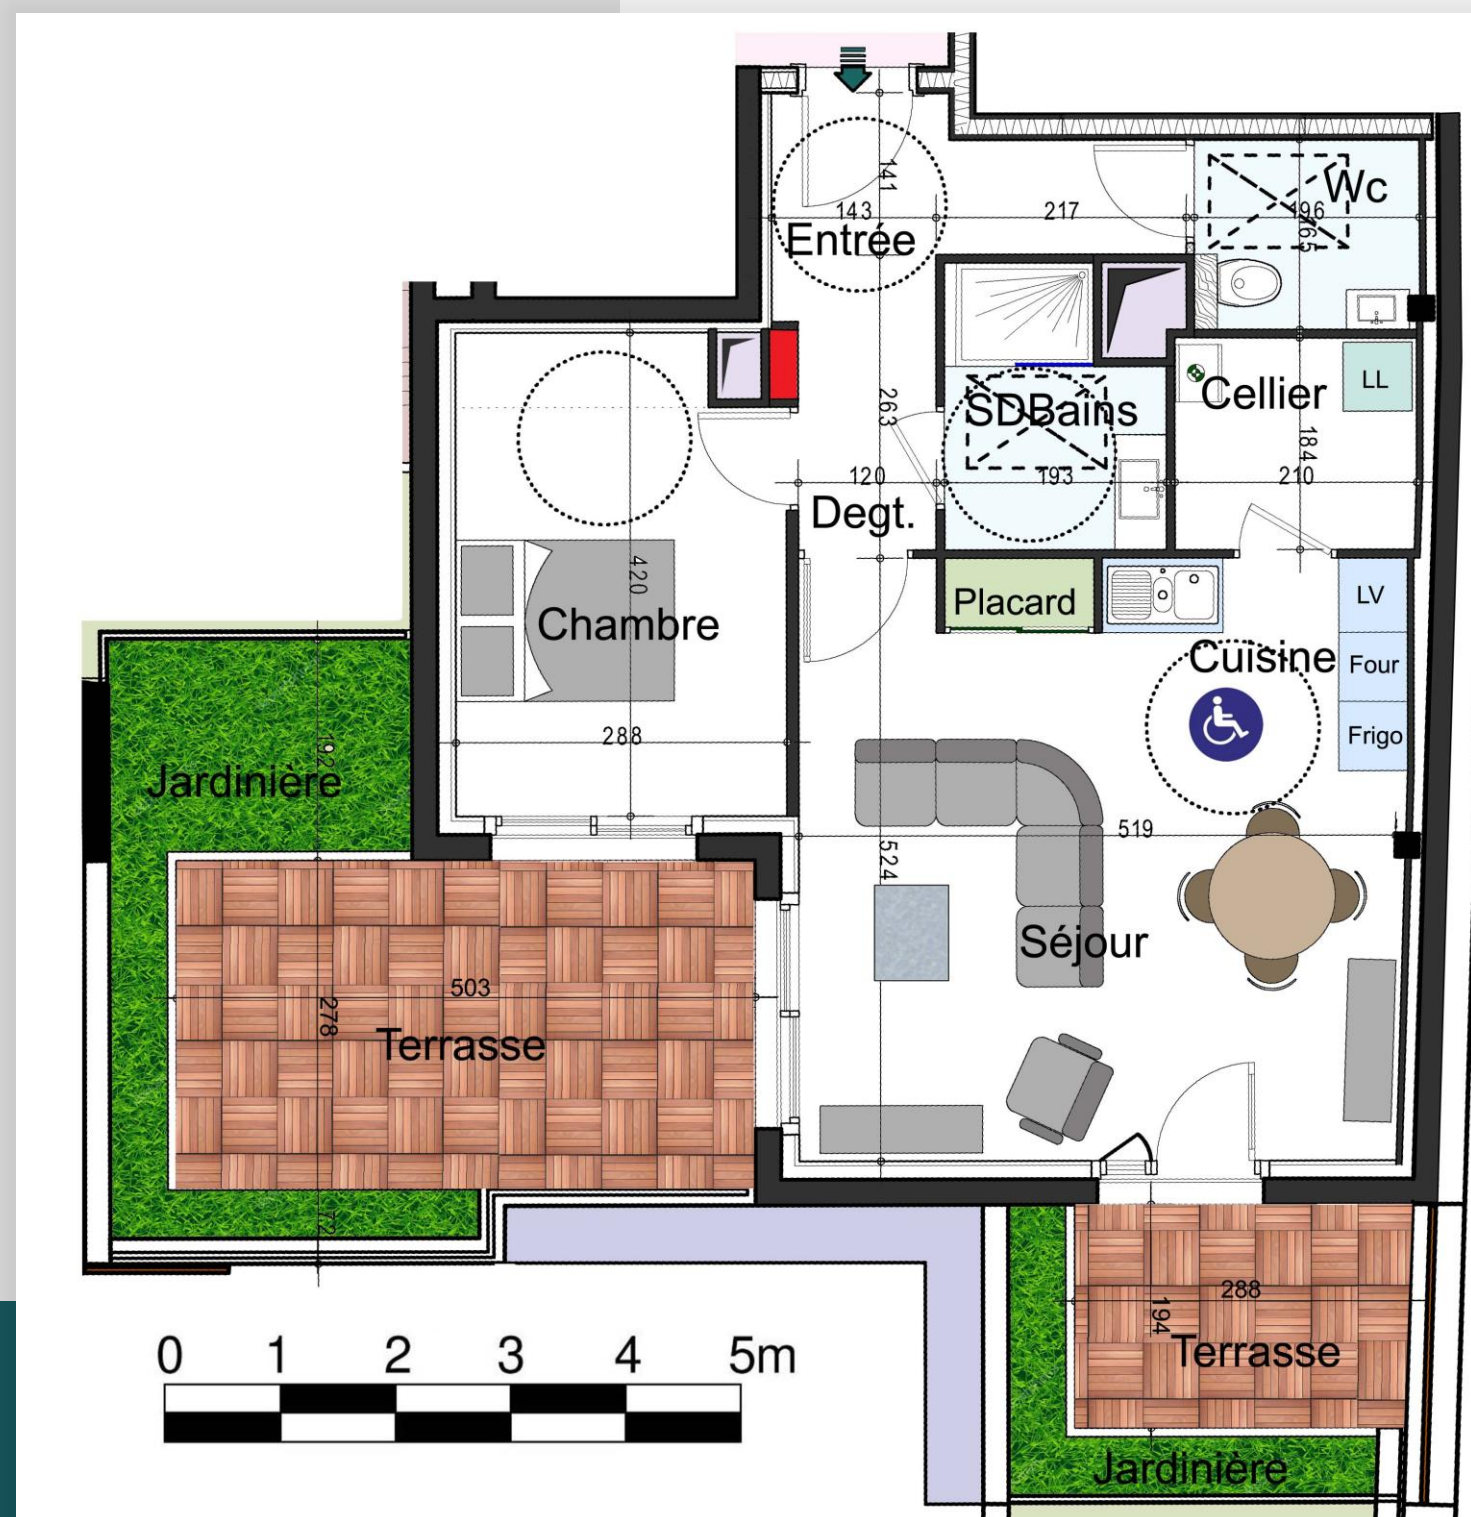 Wc
141
143
217
196
165
Entrée
LL
Cellier
263
SDBains
184
120
193
210
Degt.
420
Placard
LV
Chambre
Cuisine
Four
288
Frigo
192
Jardinière
519
524
Séjour
503
278
Terrasse
72
288
194
Terrasse
0 1 2 3 4 5m
Jardinière